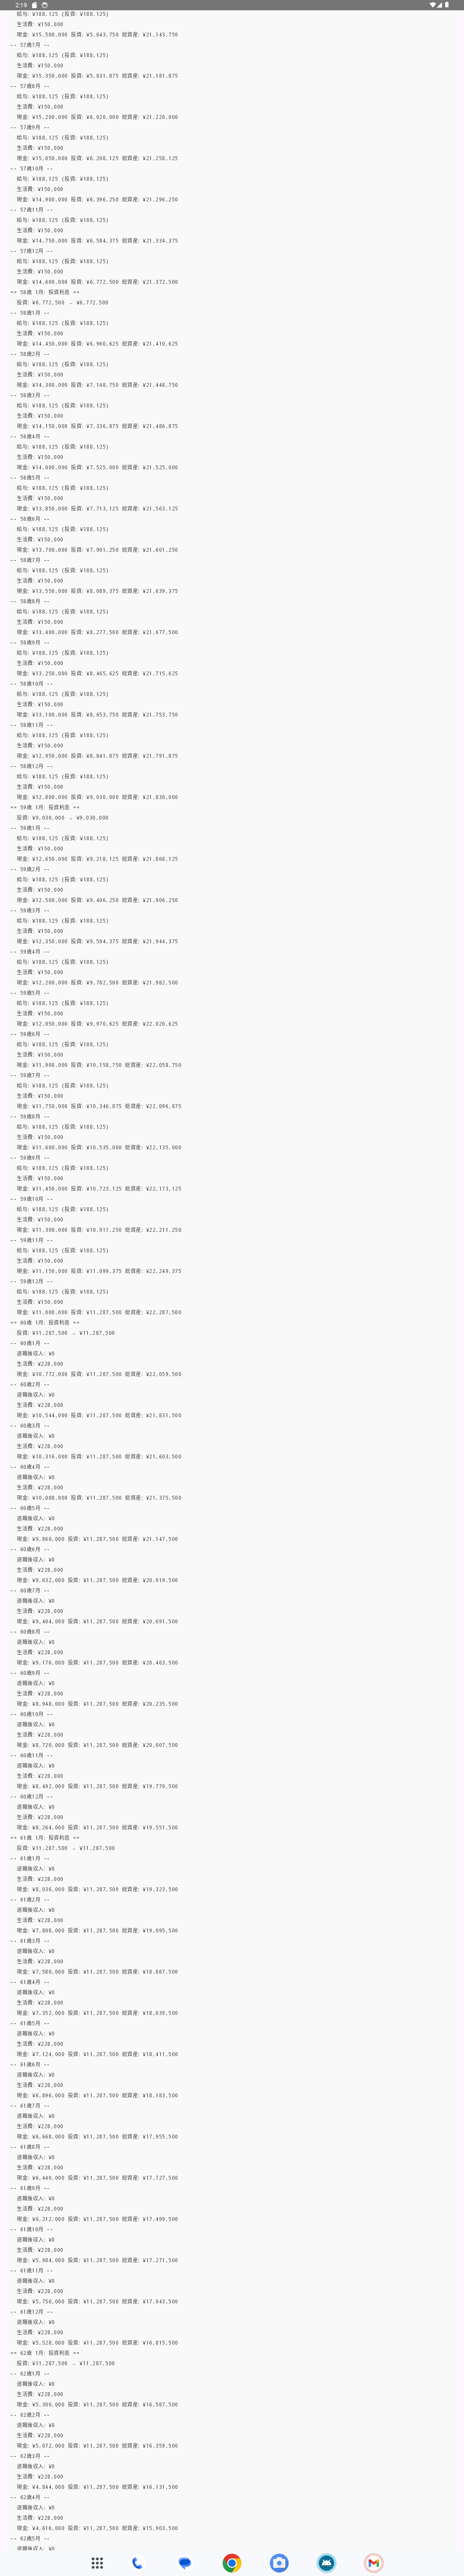 2:19
給与: ¥188,125 (投資: ¥188,125)
生活費: ¥150,000
現金: ¥15,500,000 投資: ¥5,643,750 総資産: ¥21,143,750
-- 57歳7月 --
給与: ¥188,125 (投資: ¥188,125)
生活費: ¥150,000
現金: ¥15,350,000 投資: ¥5,831,875 総資産: ¥21,181,875
-- 57歳8月 --
給与: ¥188,125 (投資: ¥188,125)
生活費: ¥150,000
現金: ¥15,200,000 投資: ¥6,020,000 総資産: ¥21,220,000
-- 57歳9月 --
給与: ¥188,125 (投資: ¥188,125)
生活費: ¥150,000
現金: ¥15,050,000 投資: ¥6,208,125 総資産: ¥21,258,125
-- 57歳10月 --
給与: ¥188,125 (投資: ¥188,125)
生活費: ¥150,000
現金: ¥14,900,000 投資: ¥6,396,250 総資産: ¥21,296,250
-- 57歳11月 --
給与: ¥188,125 (投資: ¥188,125)
生活費: ¥150,000
現金: ¥14,750,000 投資: ¥6,584,375 総資産: ¥21,334,375
-- 57歳12月 --
給与: ¥188,125 (投資: ¥188,125)
生活費: ¥150,000
現金: ¥14,600,000 投資: ¥6,772,500 総資産: ¥21,372,500
== 58歳 1月: 投資利息 ==
投資: ¥6,772,500 → ¥6,772,500
-- 58歳1月 --
給与: ¥188,125 (投資: ¥188,125)
生活費: ¥150,000
現金: ¥14,450,000 投資: ¥6,960,625 総資産: ¥21,410,625
-- 58歳2月 --
給与: ¥188,125 (投資: ¥188,125)
生活費: ¥150,000
現金: ¥14,300,000 投資: ¥7,148,750 総資産: ¥21,448,750
-- 58歳3月 --
給与: ¥188,125 (投資: ¥188,125)
生活費: ¥150,000
現金: ¥14,150,000 投資: ¥7,336,875 総資産: ¥21,486,875
-- 58歳4月 --
給与: ¥188,125 (投資: ¥188,125)
生活費: ¥150,000
現金: ¥14,000,000 投資: ¥7,525,000 総資産: ¥21,525,000
-- 58歳5月 --
給与: ¥188,125 (投資: ¥188,125)
生活費: ¥150,000
現金: ¥13,850,000 投資: ¥7,713,125 総資産: ¥21,563,125
-- 58歳6月 --
給与: ¥188,125 (投資: ¥188,125)
生活費: ¥150,000
現金: ¥13,700,000 投資: ¥7,901,250 総資産: ¥21,601,250
-- 58歳7月 --
給与: ¥188,125 (投資: ¥188,125)
生活費: ¥150,000
現金: ¥13,550,000 投資: ¥8,089,375 総資産: ¥21,639,375
-- 58歳8月 --
給与: ¥188,125 (投資: ¥188,125)
生活費: ¥150,000
現金: ¥13,400,000 投資: ¥8,277,500 総資産: ¥21,677,500
-- 58歳9月 --
給与: ¥188,125 (投資: ¥188,125)
生活費: ¥150,000
現金: ¥13,250,000 投資: ¥8,465,625 総資産: ¥21,715,625
-- 58歳10月 --
給与: ¥188,125 (投資: ¥188,125)
生活費: ¥150,000
現金: ¥13,100,000 投資: ¥8,653,750 総資産: ¥21,753,750
-- 58歳11月 --
給与: ¥188,125 (投資: ¥188,125)
生活費: ¥150,000
現金: ¥12,950,000 投資: ¥8,841,875 総資産: ¥21,791,875
-- 58歳12月 --
給与: ¥188,125 (投資: ¥188,125)
生活費: ¥150,000
現金: ¥12,800,000 投資: ¥9,030,000 総資産: ¥21,830,000
== 59歳 1月: 投資利息 ==
投資: ¥9,030,000 → ¥9,030,000
-- 59歳1月 --
給与: ¥188,125 (投資: ¥188,125)
生活費: ¥150,000
現金: ¥12,650,000 投資: ¥9,218,125 総資産: ¥21,868,125
-- 59歳2月 --
給与: ¥188,125 (投資: ¥188,125)
生活費: ¥150,000
現金: ¥12,500,000 投資: ¥9,406,250 総資産: ¥21,906,250
-- 59歳3月 --
給与: ¥188,125 (投資: ¥188,125)
生活費: ¥150,000
現金: ¥12,350,000 投資: ¥9,594,375 総資産: ¥21,944,375
-- 59歳4月 --
給与: ¥188,125 (投資: ¥188,125)
生活費: ¥150,000
現金: ¥12,200,000 投資: ¥9,782,500 総資産: ¥21,982,500
-- 59歳5月 --
給与: ¥188,125 (投資: ¥188,125)
生活費: ¥150,000
現金: ¥12,050,000 投資: ¥9,970,625 総資産: ¥22,020,625
-- 59歳6月 --
給与: ¥188,125 (投資: ¥188,125)
生活費: ¥150,000
現金: ¥11,900,000 投資: ¥10,158,750 総資産: ¥22,058,750
-- 59歳7月 --
給与: ¥188,125 (投資: ¥188,125)
生活費: ¥150,000
現金: ¥11,750,000 投資: ¥10,346,875 総資産: ¥22,096,875
-- 59歳8月 --
給与: ¥188,125 (投資: ¥188,125)
生活費: ¥150,000
現金: ¥11,600,000 投資: ¥10,535,000 総資産: ¥22,135,000
-- 59歳9月 --
給与: ¥188,125 (投資: ¥188,125)
生活費: ¥150,000
現金: ¥11,450,000 投資: ¥10,723,125 総資産: ¥22,173,125
-- 59歳10月 --
給与: ¥188,125 (投資: ¥188,125)
生活費: ¥150,000
現金: ¥11,300,000 投資: ¥10,911,250 総資産: ¥22,211,250
-- 59歳11月 --
給与: ¥188,125 (投資: ¥188,125)
生活費: ¥150,000
現金: ¥11,150,000 投資: ¥11,099,375 総資産: ¥22,249,375
-- 59歳12月 --
給与: ¥188,125 (投資: ¥188,125)
生活費: ¥150,000
現金: ¥11,000,000 投資: ¥11,287,500 総資産: ¥22,287,500
== 60歳 1月: 投資利息 ==
投資: ¥11,287,500 → ¥11,287,500
-- 60歳1月 --
退職後収入: ¥0
生活費: ¥228,000
現金: ¥10,772,000 投資: ¥11,287,500 総資産: ¥22,059,500
-- 60歳2月 --
退職後収入: ¥0
生活費: ¥228,000
現金: ¥10,544,000 投資: ¥11,287,500 総資産: ¥21,831,500
-- 60歳3月 --
退職後収入: ¥0
生活費: ¥228,000
現金: ¥10,316,000 投資: ¥11,287,500 総資産: ¥21,603,500
-- 60歳4月 --
退職後収入: ¥0
生活費: ¥228,000
現金: ¥10,088,000 投資: ¥11,287,500 総資産: ¥21,375,500
-- 60歳5月 --
退職後収入: ¥0
生活費: ¥228,000
現金: ¥9,860,000 投資: ¥11,287,500 総資産: ¥21,147,500
-- 60歳6月 --
退職後収入: ¥0
生活費: ¥228,000
現金: ¥9,632,000 投資: ¥11,287,500 総資産: ¥20,919,500
-- 60歳7月 --
退職後収入: ¥0
生活費: ¥228,000
現金: ¥9,404,000 投資: ¥11,287,500 総資産: ¥20,691,500
-- 60歳8月 --
退職後収入: ¥0
生活費: ¥228,000
現金: ¥9,176,000 投資: ¥11,287,500 総資産: ¥20,463,500
-- 60歳9月 --
退職後収入: ¥0
生活費: ¥228,000
現金: ¥8,948,000 投資: ¥11,287,500 総資産: ¥20,235,500
-- 60歳10月 --
退職後収入: ¥0
生活費: ¥228,000
現金: ¥8,720,000 投資: ¥11,287,500 総資産: ¥20,007,500
-- 60歳11月 --
退職後収入: ¥0
生活費: ¥228,000
現金: ¥8,492,000 投資: ¥11,287,500 総資産: ¥19,779,500
-- 60歳12月 --
退職後収入: ¥0
生活費: ¥228,000
現金: ¥8,264,000 投資: ¥11,287,500 総資産: ¥19,551,500
== 61歳 1月: 投資利息 ==
投資: ¥11,287,500 → ¥11,287,500
-- 61歳1月 --
退職後収入: ¥0
生活費: ¥228,000
現金: ¥8,036,000 投資: ¥11,287,500 総資産: ¥19,323,500
-- 61歳2月 --
退職後収入: ¥0
生活費: ¥228,000
現金: ¥7,808,000 投資: ¥11,287,500 総資産: ¥19,095,500
-- 61歳3月 --
退職後収入: ¥0
生活費: ¥228,000
現金: ¥7,580,000 投資: ¥11,287,500 総資産: ¥18,867,500
-- 61歳4月 --
退職後収入: ¥0
生活費: ¥228,000
現金: ¥7,352,000 投資: ¥11,287,500 総資産: ¥18,639,500
-- 61歳5月 --
退職後収入: ¥0
生活費: ¥228,000
現金: ¥7,124,000 投資: ¥11,287,500 総資産: ¥18,411,500
-- 61歳6月 --
退職後収入: ¥0
生活費: ¥228,000
現金: ¥6,896,000 投資: ¥11,287,500 総資産: ¥18,183,500
-- 61歳7月 --
退職後収入: ¥0
生活費: ¥228,000
現金: ¥6,668,000 投資: ¥11,287,500 総資産: ¥17,955,500
-- 61歳8月 --
退職後収入: ¥0
生活費: ¥228,000
現金: ¥6,440,000 投資: ¥11,287,500 総資産: ¥17,727,500
-- 61歳9月 --
退職後収入: ¥0
生活費: ¥228,000
現金: ¥6,212,000 投資: ¥11,287,500 総資産: ¥17,499,500
-- 61歳10月 --
退職後収入: ¥0
生活費: ¥228,000
現金: ¥5,984,000 投資: ¥11,287,500 総資産: ¥17,271,500
-- 61歳11月 --
退職後収入: ¥0
生活費: ¥228,000
現金: ¥5,756,000 投資: ¥11,287,500 総資産: ¥17,043,500
-- 61歳12月 --
退職後収入: ¥0
生活費: ¥228,000
現金: ¥5,528,000 投資: ¥11,287,500 総資産: ¥16,815,500
== 62歳 1月: 投資利息 ==
投資: ¥11,287,500 → ¥11,287,500
-- 62歳1月 --
退職後収入: ¥0
生活費: ¥228,000
現金: ¥5,300,000 投資: ¥11,287,500 総資産: ¥16,587,500
-- 62歳2月 --
退職後収入: ¥0
生活費: ¥228,000
現金: ¥5,072,000 投資: ¥11,287,500 総資産: ¥16,359,500
-- 62歳3月 --
退職後収入: ¥0
生活費: ¥228,000
現金: ¥4,844,000 投資: ¥11,287,500 総資産: ¥16,131,500
-- 62歳4月 --
退職後収入: ¥0
生活費: ¥228,000
現金: ¥4,616,000 投資: ¥11,287,500 総資産: ¥15,903,500
-- 62歳5月 --
退職後収入: ¥0